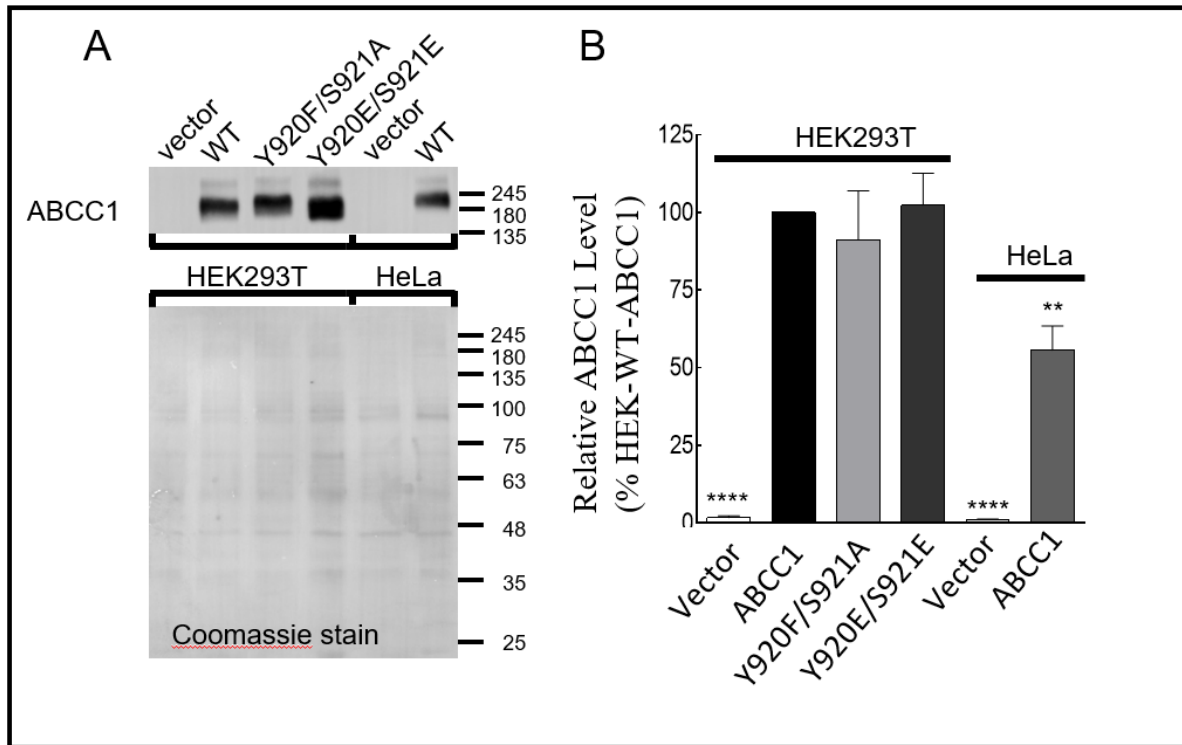 A
vector
WT
Y920F/S921A
Y920E/S921E
vector
WT
ABCC1
245
180
135
HEK293T
HeLa
245
180
135
100
75
63
48
35
25
Coomassie stain
B
Relative ABCC1 Level
(% HEK-WT-ABCC1)
125
100
75
50
25
0
HEK293T
HeLa
****
****
**
Vector
ABCC1
Y920F/S921A
Y920E/S921E
Vector
ABCC1